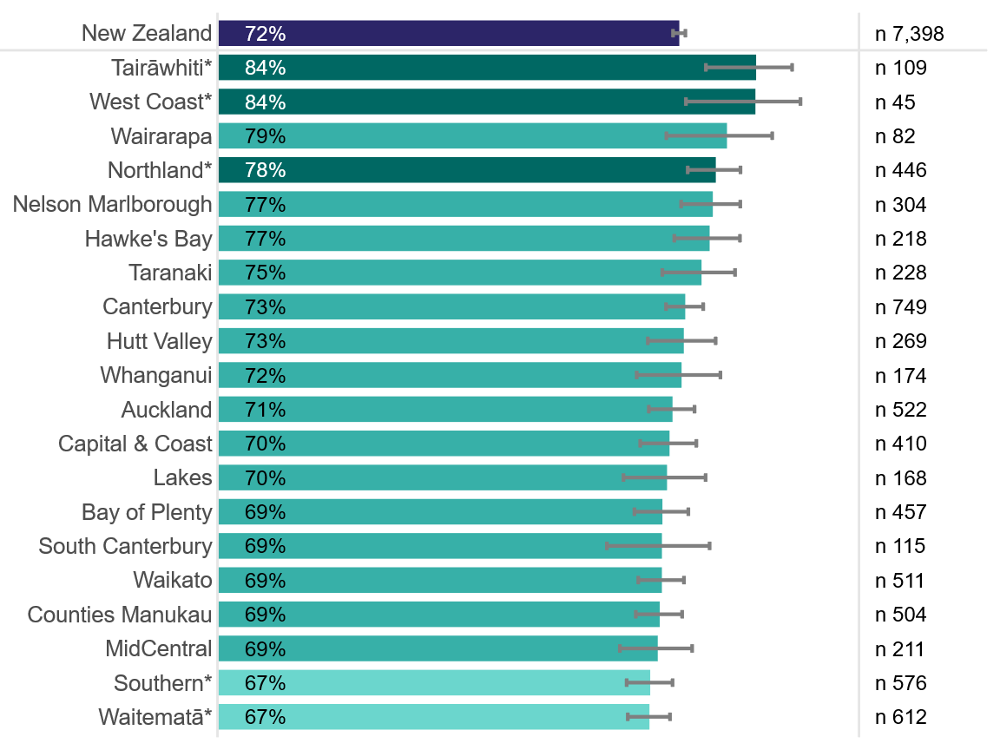 New Zealand 72% n 7,398
Tairāwhiti* 84% n 109
West Coast* 84% n 45
Wairarapa 79% n 82
Northland* 78% n 446
Nelson Marlborough 77% n 304
Hawke's Bay 77% n 218
Taranaki 75% n 228
Canterbury 73% n 749
Hutt Valley 73% n 269
Whanganui 72% n 174
Auckland 71% n 522
Capital & Coast 70% n 410
Lakes 70% n 168
Bay of Plenty 69% n 457
South Canterbury 69% n 115
Waikato 69% n 511
Counties Manukau 69% n 504
MidCentral 69% n 211
Southern* 67% n 576
Waitematā* 67% n 612